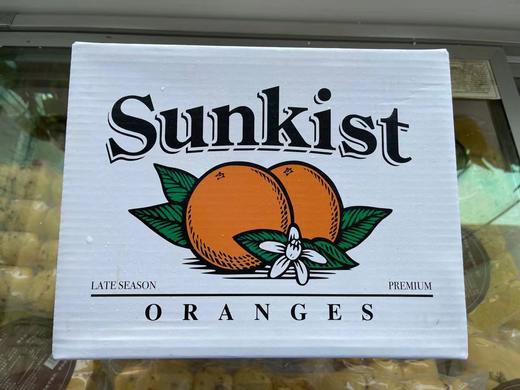 Sunkist
LATE SEASON PREMIUM
ORANGES